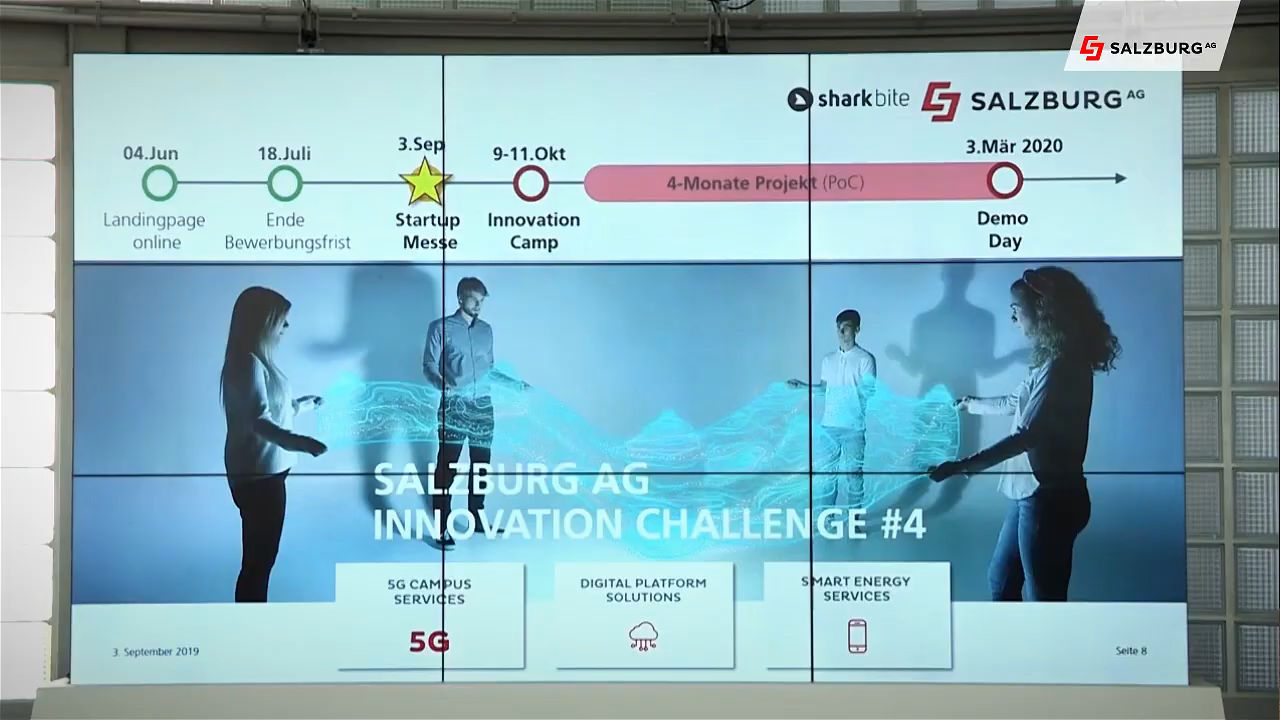 SALZBURG AG
sharkbite SALZBURG AG
04.Jun
18.Juli
3.Sep
9-11.Okt
3.Mär 2020
4-Monate Projekt (PoC)
Landingpage
online
Ende
Bewerbungsfrist
Startup
Messe
Innovation
Camp
Demo
Day
SALZBURG AG
INNOVATION CHALLENGE #4
5G CAMPUS
SERVICES
5G
DIGITAL PLATFORM
SOLUTIONS
SMART ENERGY
SERVICES
3. September 2019
Seite 8